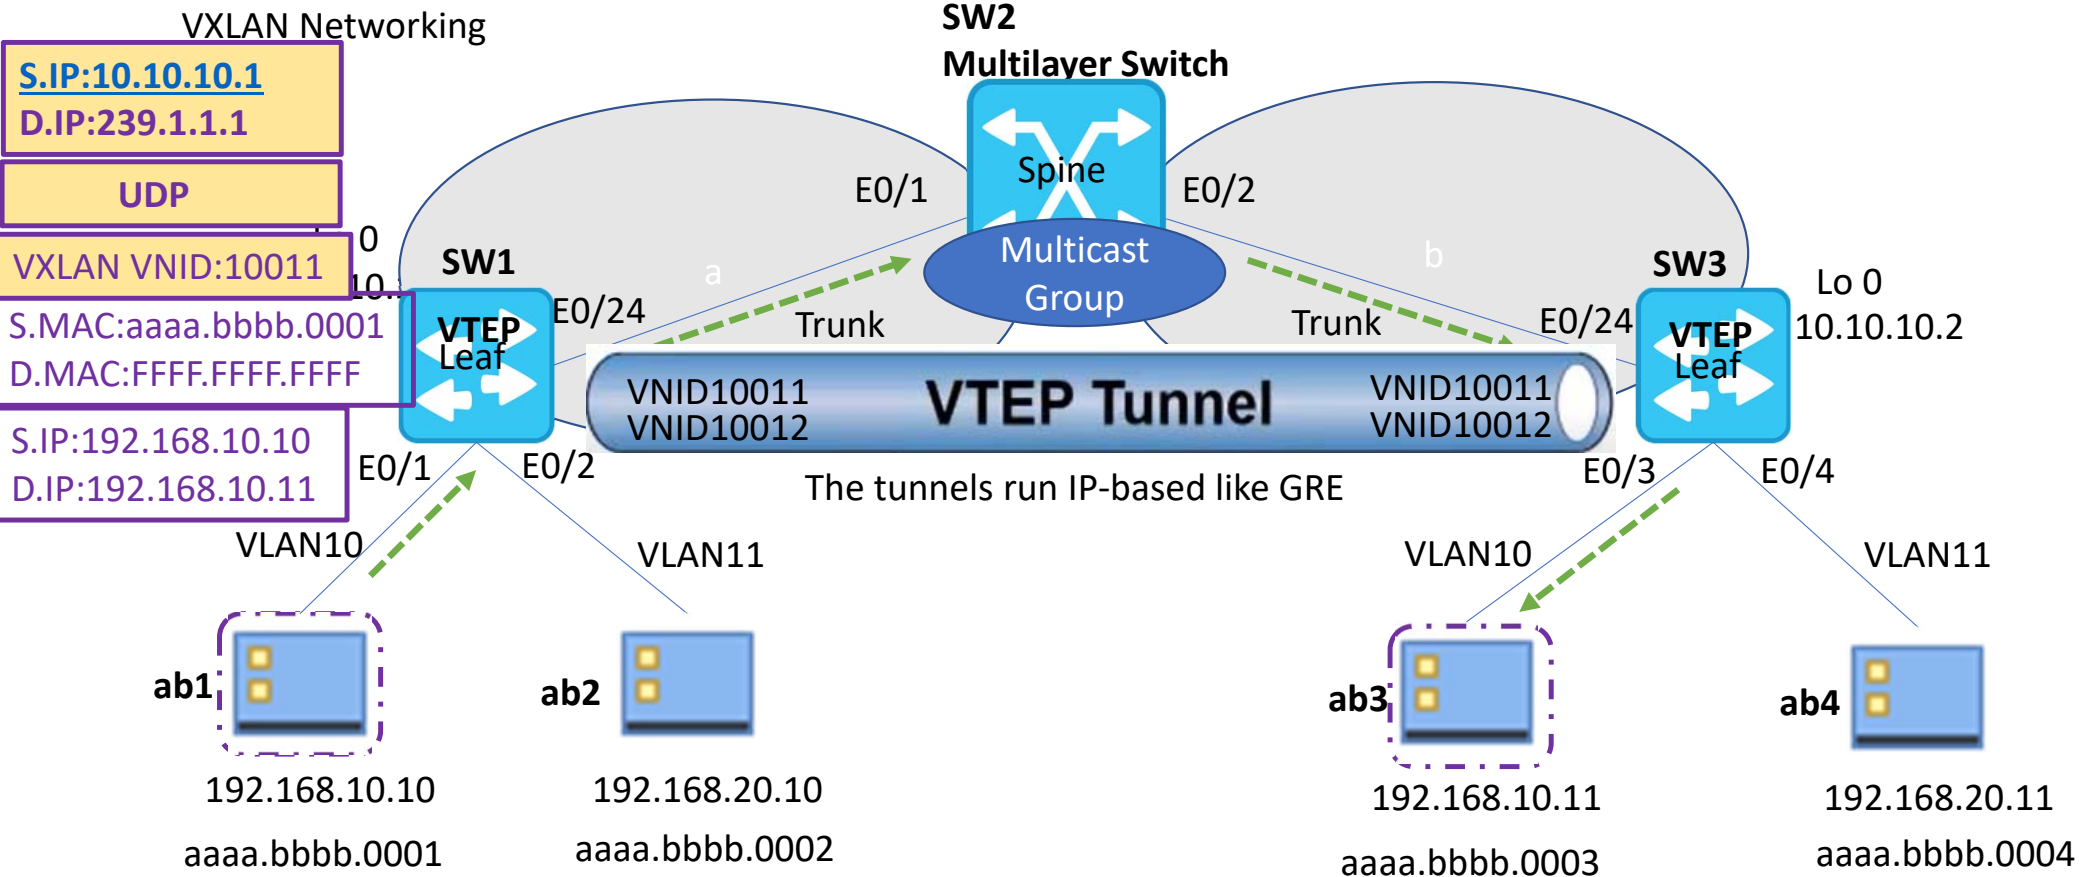 VXLAN Networking
SW2
Multilayer Switch
S.IP:10.10.10.1
D.IP:239.1.1.1
UDP
VXLAN VNID:10011
S.MAC:aaaa.bbbb.0001
D.MAC:FFFF.FFFF.FFFF
S.IP:192.168.10.10
D.IP:192.168.10.11
0
10.
SW1
VTEP
Leaf
E0/24
E0/1
E0/2
a
Trunk
E0/1
Spine
E0/2
Multicast
Group
b
Trunk
E0/24
SW3
VTEP
Leaf
Lo 0
10.10.10.2
VNID10011
VNID10012
VTEP Tunnel
VNID10011
VNID10012
The tunnels run IP-based like GRE
E0/3
E0/4
VLAN10
VLAN11
VLAN10
VLAN11
ab1
ab2
ab3
ab4
192.168.10.10
aaaa.bbbb.0001
192.168.20.10
aaaa.bbbb.0002
192.168.10.11
aaaa.bbbb.0003
192.168.20.11
aaaa.bbbb.0004